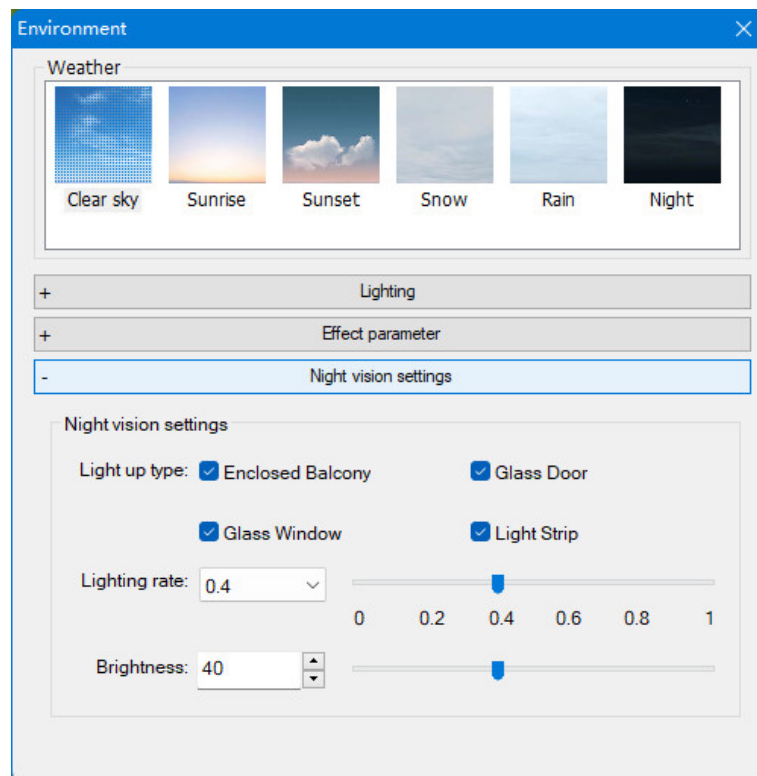 Environment
Weather
Clear sky Sunrise Sunset Snow Rain Night
+ Lighting
+ Effect parameter
- Night vision settings
Night vision settings
Light up type: Enclosed Balcony Glass Door
Glass Window Light Strip
Lighting rate: 0.4
0 0.2 0.4 0.6 0.8 1
Brightness: 40